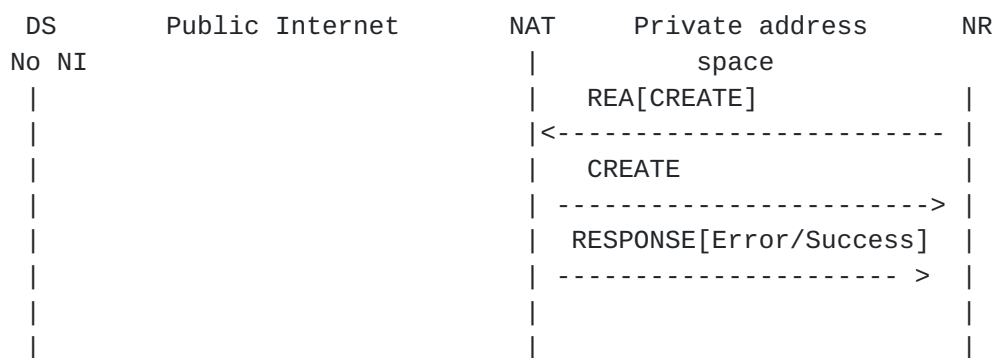 DS       Public Internet       NAT     Private address      NR
No NI                            |          space
 |                               |   REA[CREATE]             |
 |                               |<------------------------- |
 |                               |   CREATE                  |
 |                               | ------------------------> |
 |                               |  RESPONSE[Error/Success]  |
 |                               | ---------------------- >  |
 |                               |                           |
 |                               |                           |